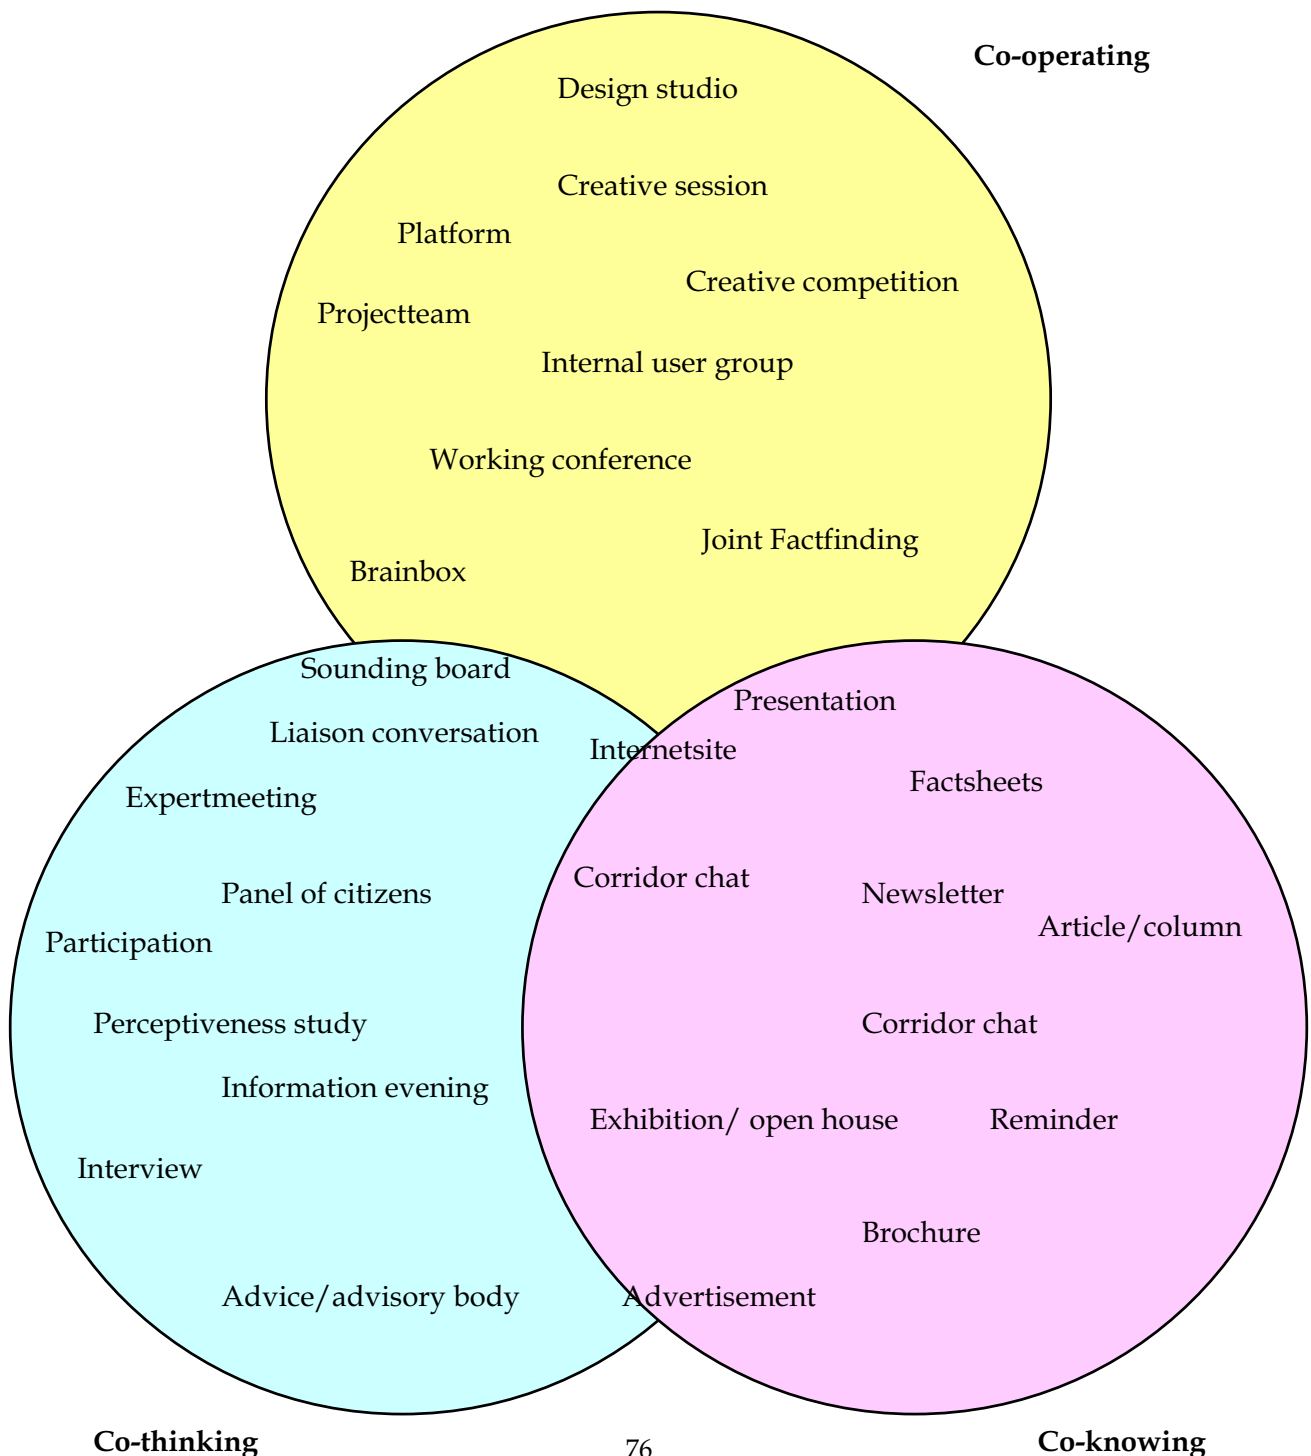 Co-operating
Design studio
Creative session
Platform
Creative competition
Projectteam
Internal user group
Working conference
Joint Factfinding
Brainbox
Sounding board
Presentation
Liaison conversation
Internetsite
Factsheets
Expertmeeting
Corridor chat
Panel of citizens
Newsletter
Article/column
Participation
Perceptiveness study
Corridor chat
Information evening
Exhibition/ open house
Reminder
Interview
Brochure
Advice/advisory body
Advertisement
Co-thinking
76
Co-knowing